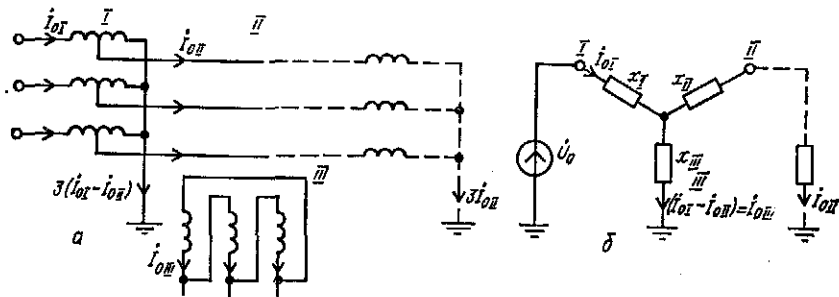 İ₀I I
İ₀II II
3(İ₀I-İ₀II)
3İ₀II
III
İ₀III
а
I II
İ₀I
xI xII
U̇₀
xIII
III
(İ₀I-İ₀II)=İ₀III
İ₀II
б